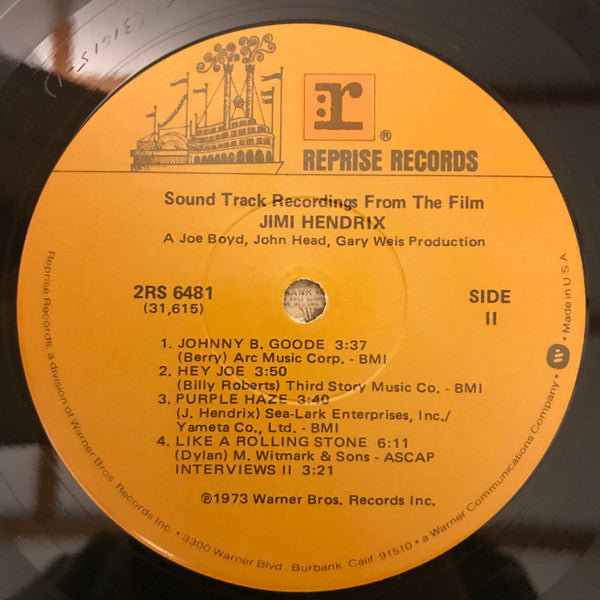 r ®
REPRISE RECORDS
Sound Track Recordings From The Film
JIMI HENDRIX
A Joe Boyd, John Head, Gary Weis Production
2RS 6481
(31,615)
SIDE
II
1. JOHNNY B. GOODE 3:37
(Berry) Arc Music Corp. - BMI
2. HEY JOE 3:50
(Billy Roberts) Third Story Music Co. - BMI
3. PURPLE HAZE 3:40
(J. Hendrix) Sea-Lark Enterprises, Inc./
Yameta Co., Ltd. - BMI
4. LIKE A ROLLING STONE 6:11
(Dylan) M. Witmark & Sons - ASCAP
INTERVIEWS II 3:21
℗1973 Warner Bros. Records Inc.
Reprise Records, a division of Warner Bros. Records Inc. • 3300 Warner Blvd., Burbank, Calif. 91510 • a Warner Communications Company • W • Made in U.S.A.